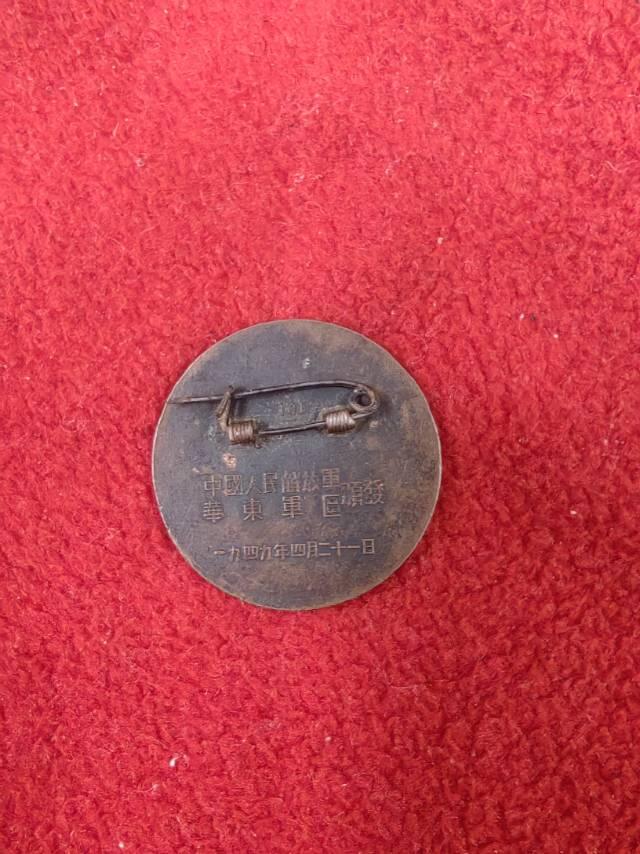 中國人民解放軍
華東軍區頒發
一九四九年四月二十一日